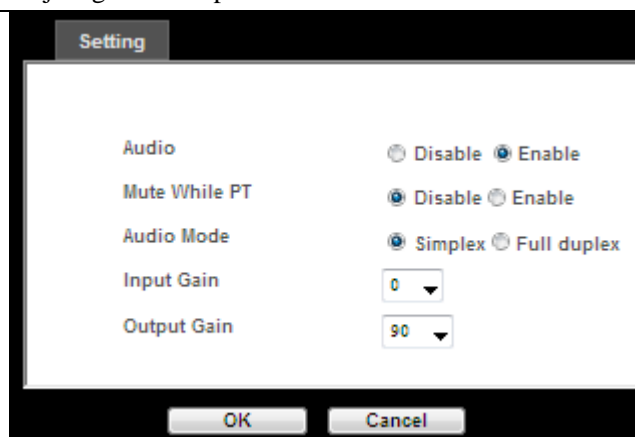 Setting
Audio Disable Enable
Mute While PT Disable Enable
Audio Mode Simplex Full duplex
Input Gain 0
Output Gain 90
OK Cancel